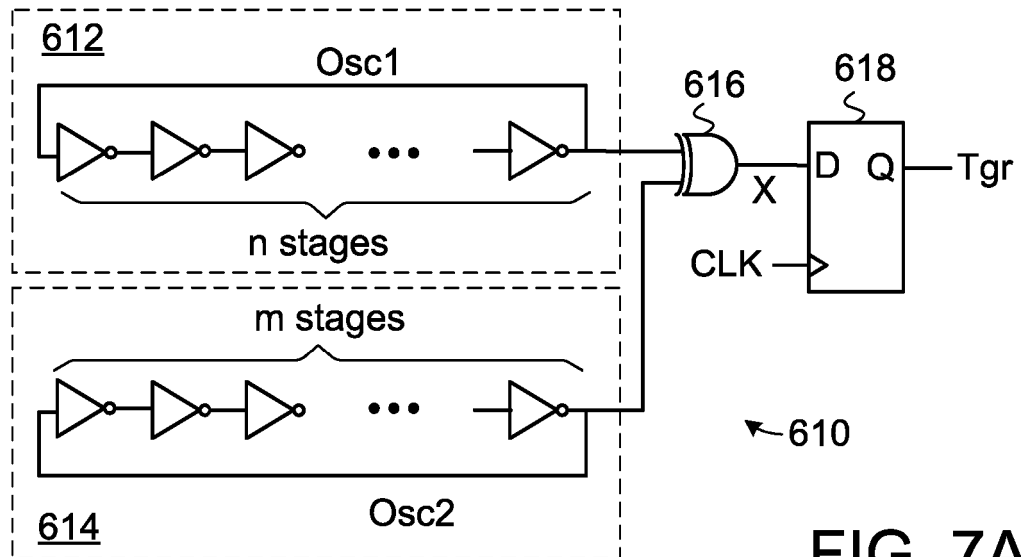 612
Osc1
616
618
D Q
Tgr
X
CLK
n stages
m stages
610
Osc2
614
FIG. 7A